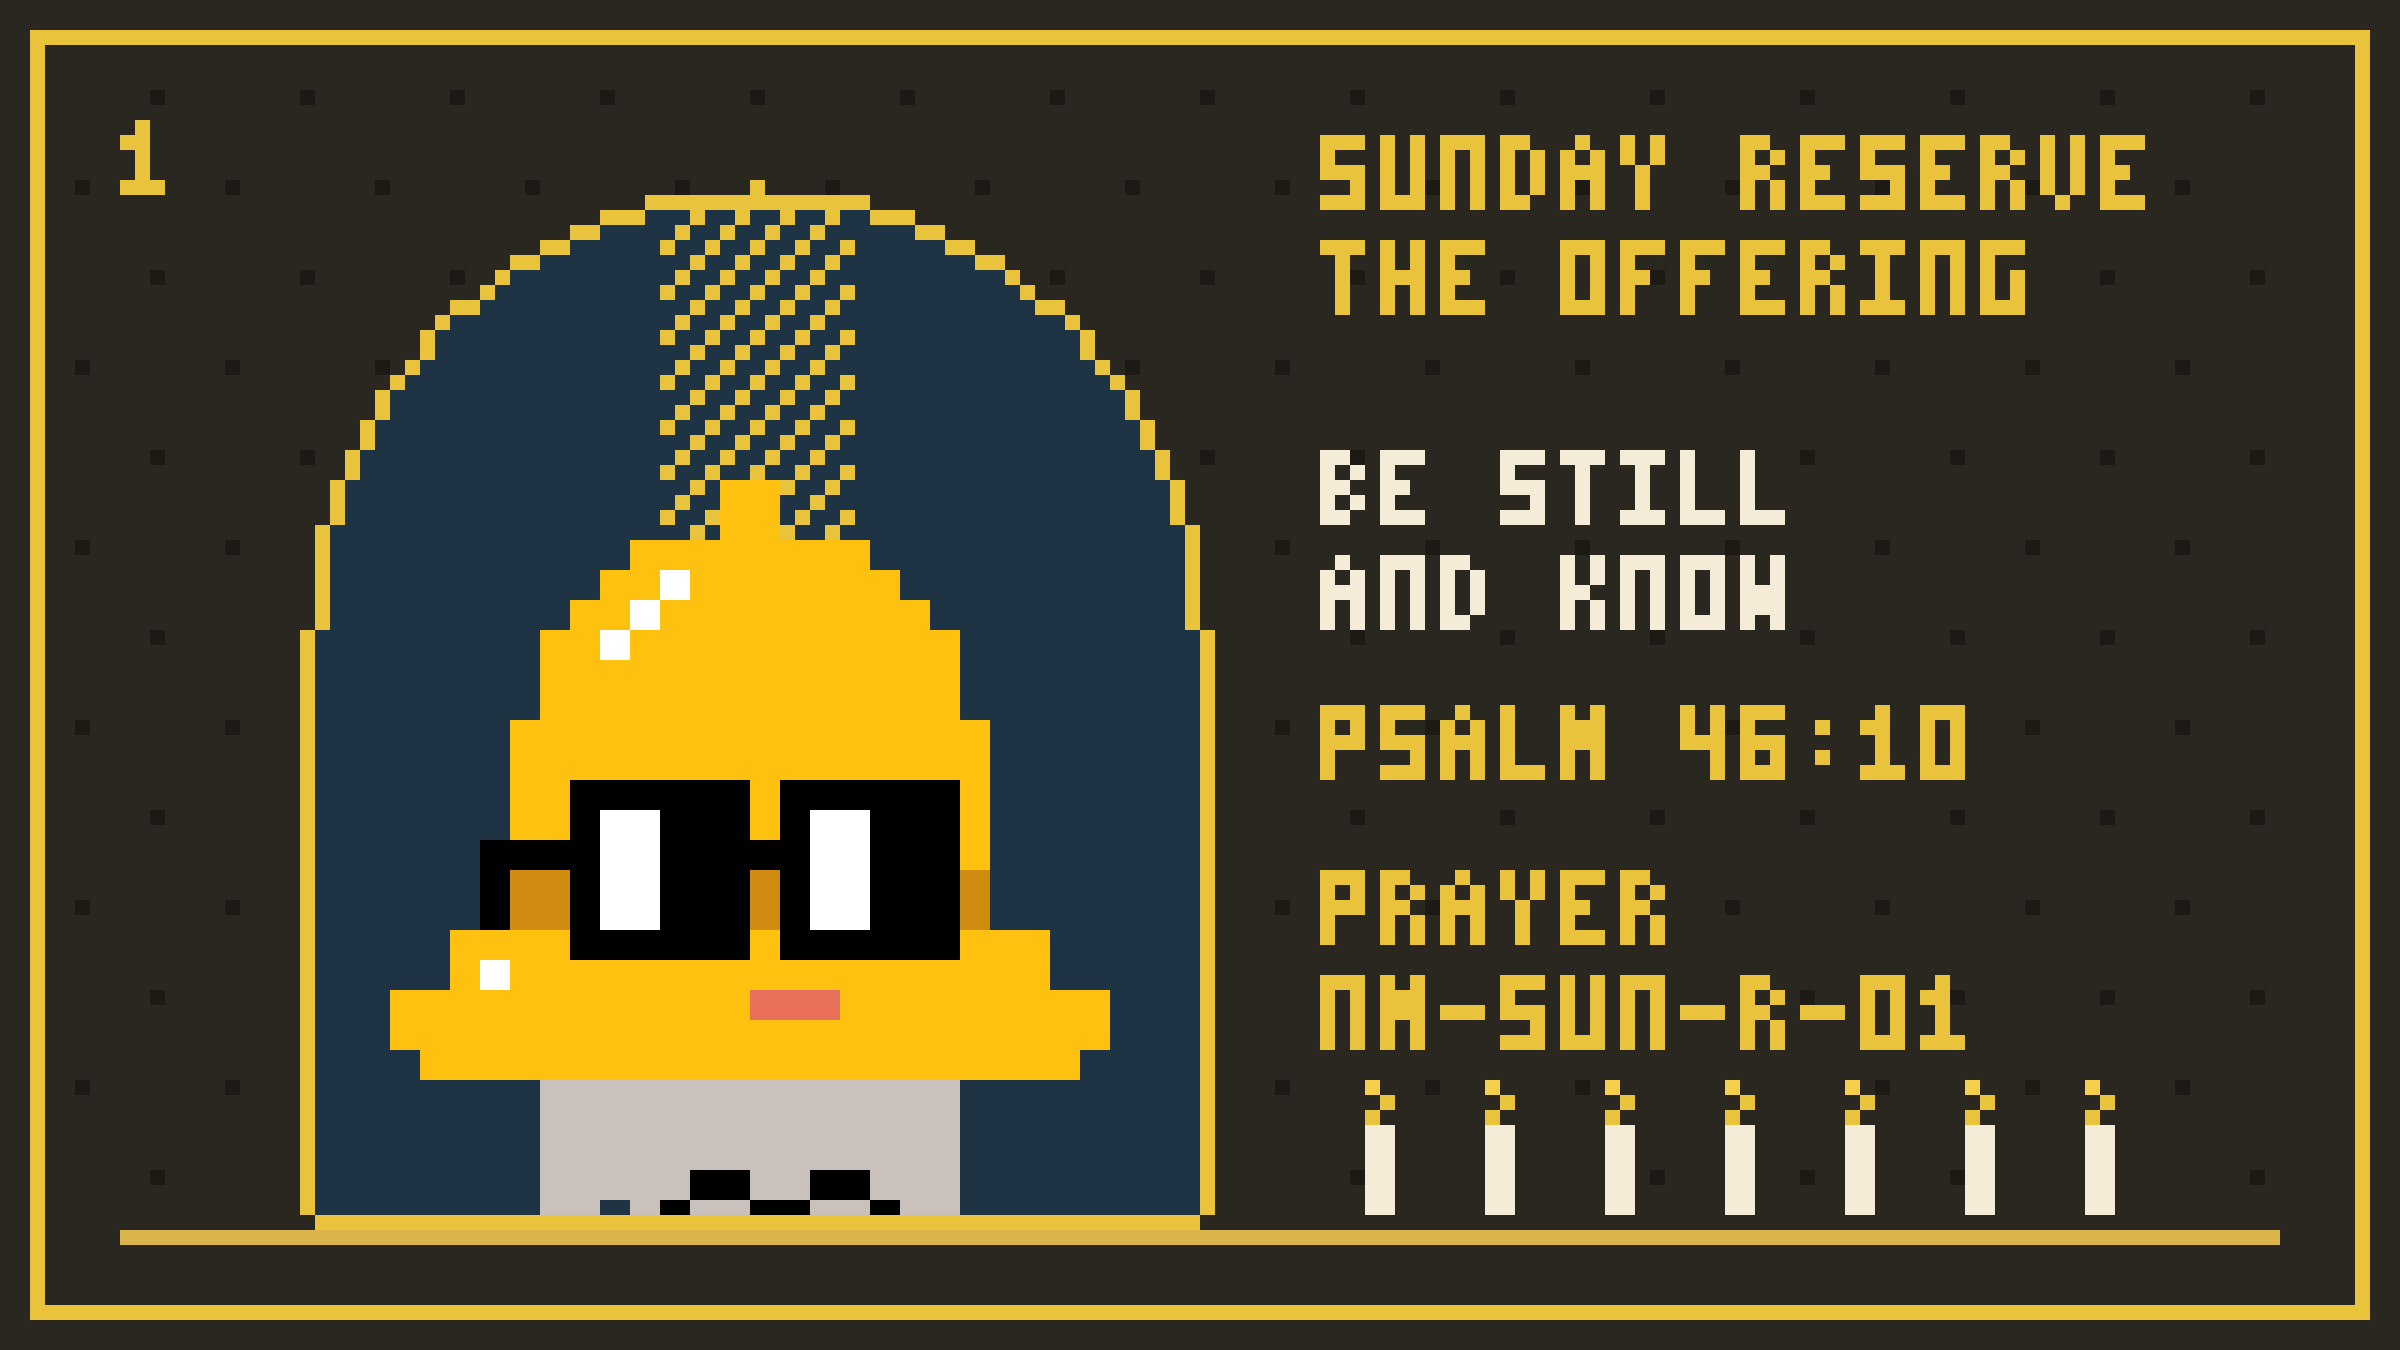 1
SUNDAY RESERVE
THE OFFERING
BE STILL
AND KNOW
PSALM 46:10
PRAYER
NM-SUN-R-01